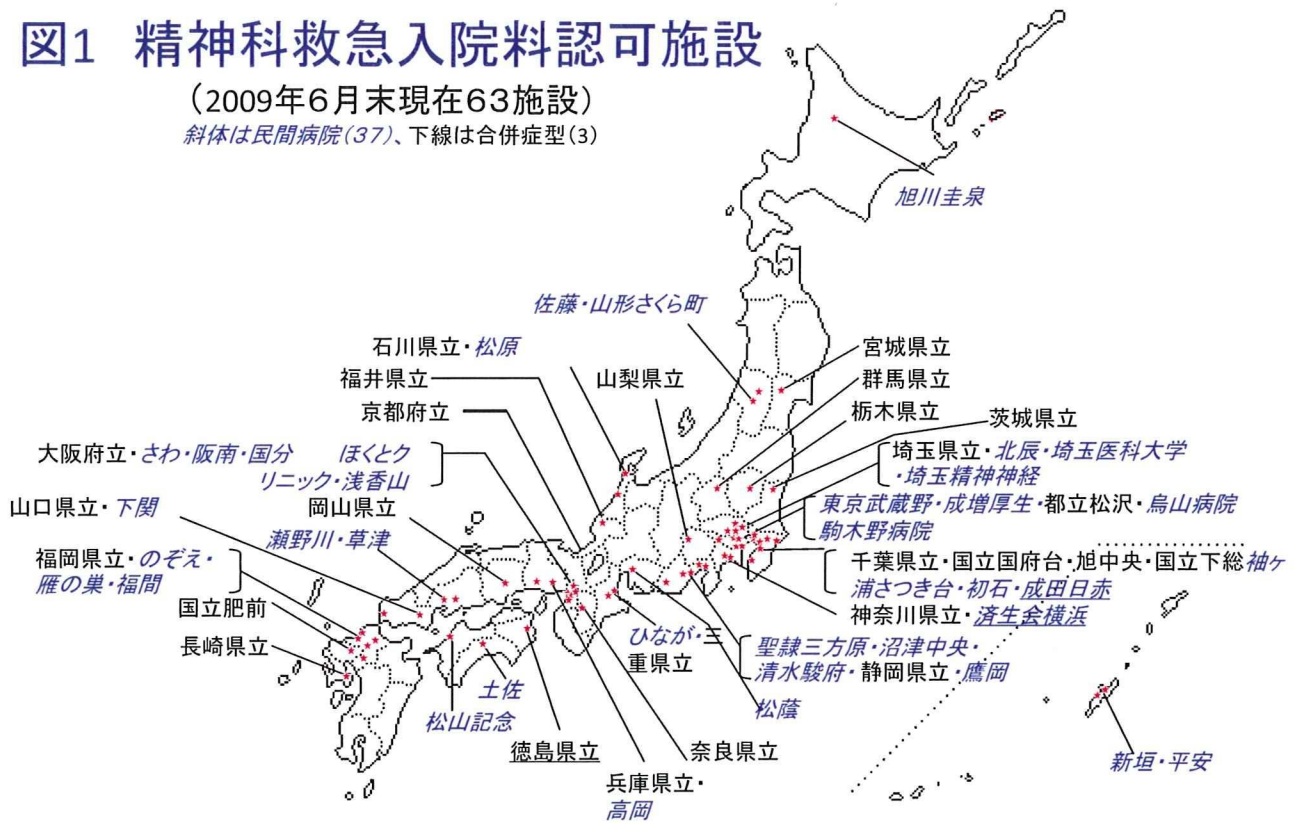 図1 精神科救急入院料認可施設
(2009年6月末現在63施設)
斜体は民間病院(37)、下線は合併症型(3)
旭川圭泉
佐藤・山形さくら町
石川県立・松原
福井県立
京都府立
山梨県立
宮城県立
群馬県立
栃木県立
茨城県立
大阪府立・さわ・阪南・国分 ほくとク
リニック・浅香山
埼玉県立・北辰・埼玉医科大学
・埼玉精神神経
山口県立・下関
岡山県立
東京武蔵野・成増厚生・都立松沢・烏山病院
駒木野病院
瀬野川・草津
福岡県立・のぞえ・
雁の巣・福間
千葉県立・国立国府台・旭中央・国立下総袖ケ
浦さつき台・初石・成田日赤
国立肥前
神奈川県立・済生会横浜
長崎県立
ひなが・三
重県立
聖隷三方原・沼津中央・
清水駿府・静岡県立・鷹岡
土佐
松蔭
松山記念
徳島県立
奈良県立
兵庫県立・
高岡
新垣・平安